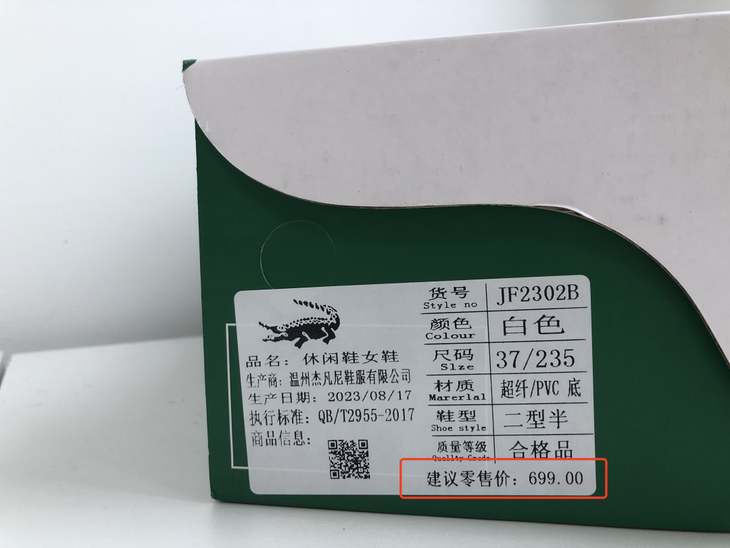 货号 JF2302B
Style no
颜色 白色
Colour
品名: 休闲鞋女鞋
尺码 37/235
Slze
生产商: 温州杰凡尼鞋服有限公司
材质 超纤/PVC 底
Marerlal
生产日期: 2023/08/17
执行标准: QB/T2955-2017
鞋型 二型半
Shoe style
商品信息:
质量等级 合格品
Quallty Grade
建议零售价: 699.00